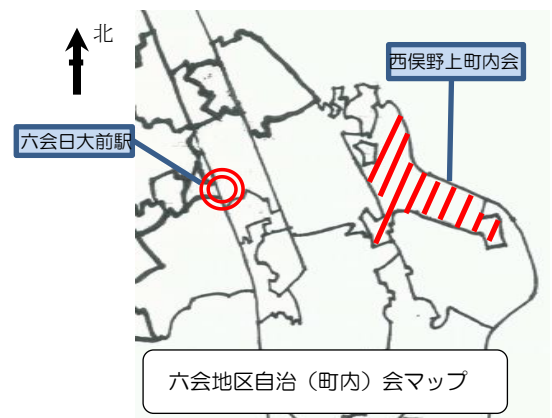 北
西俣野上町内会
六会日大前駅
六会地区自治（町内）会マップ